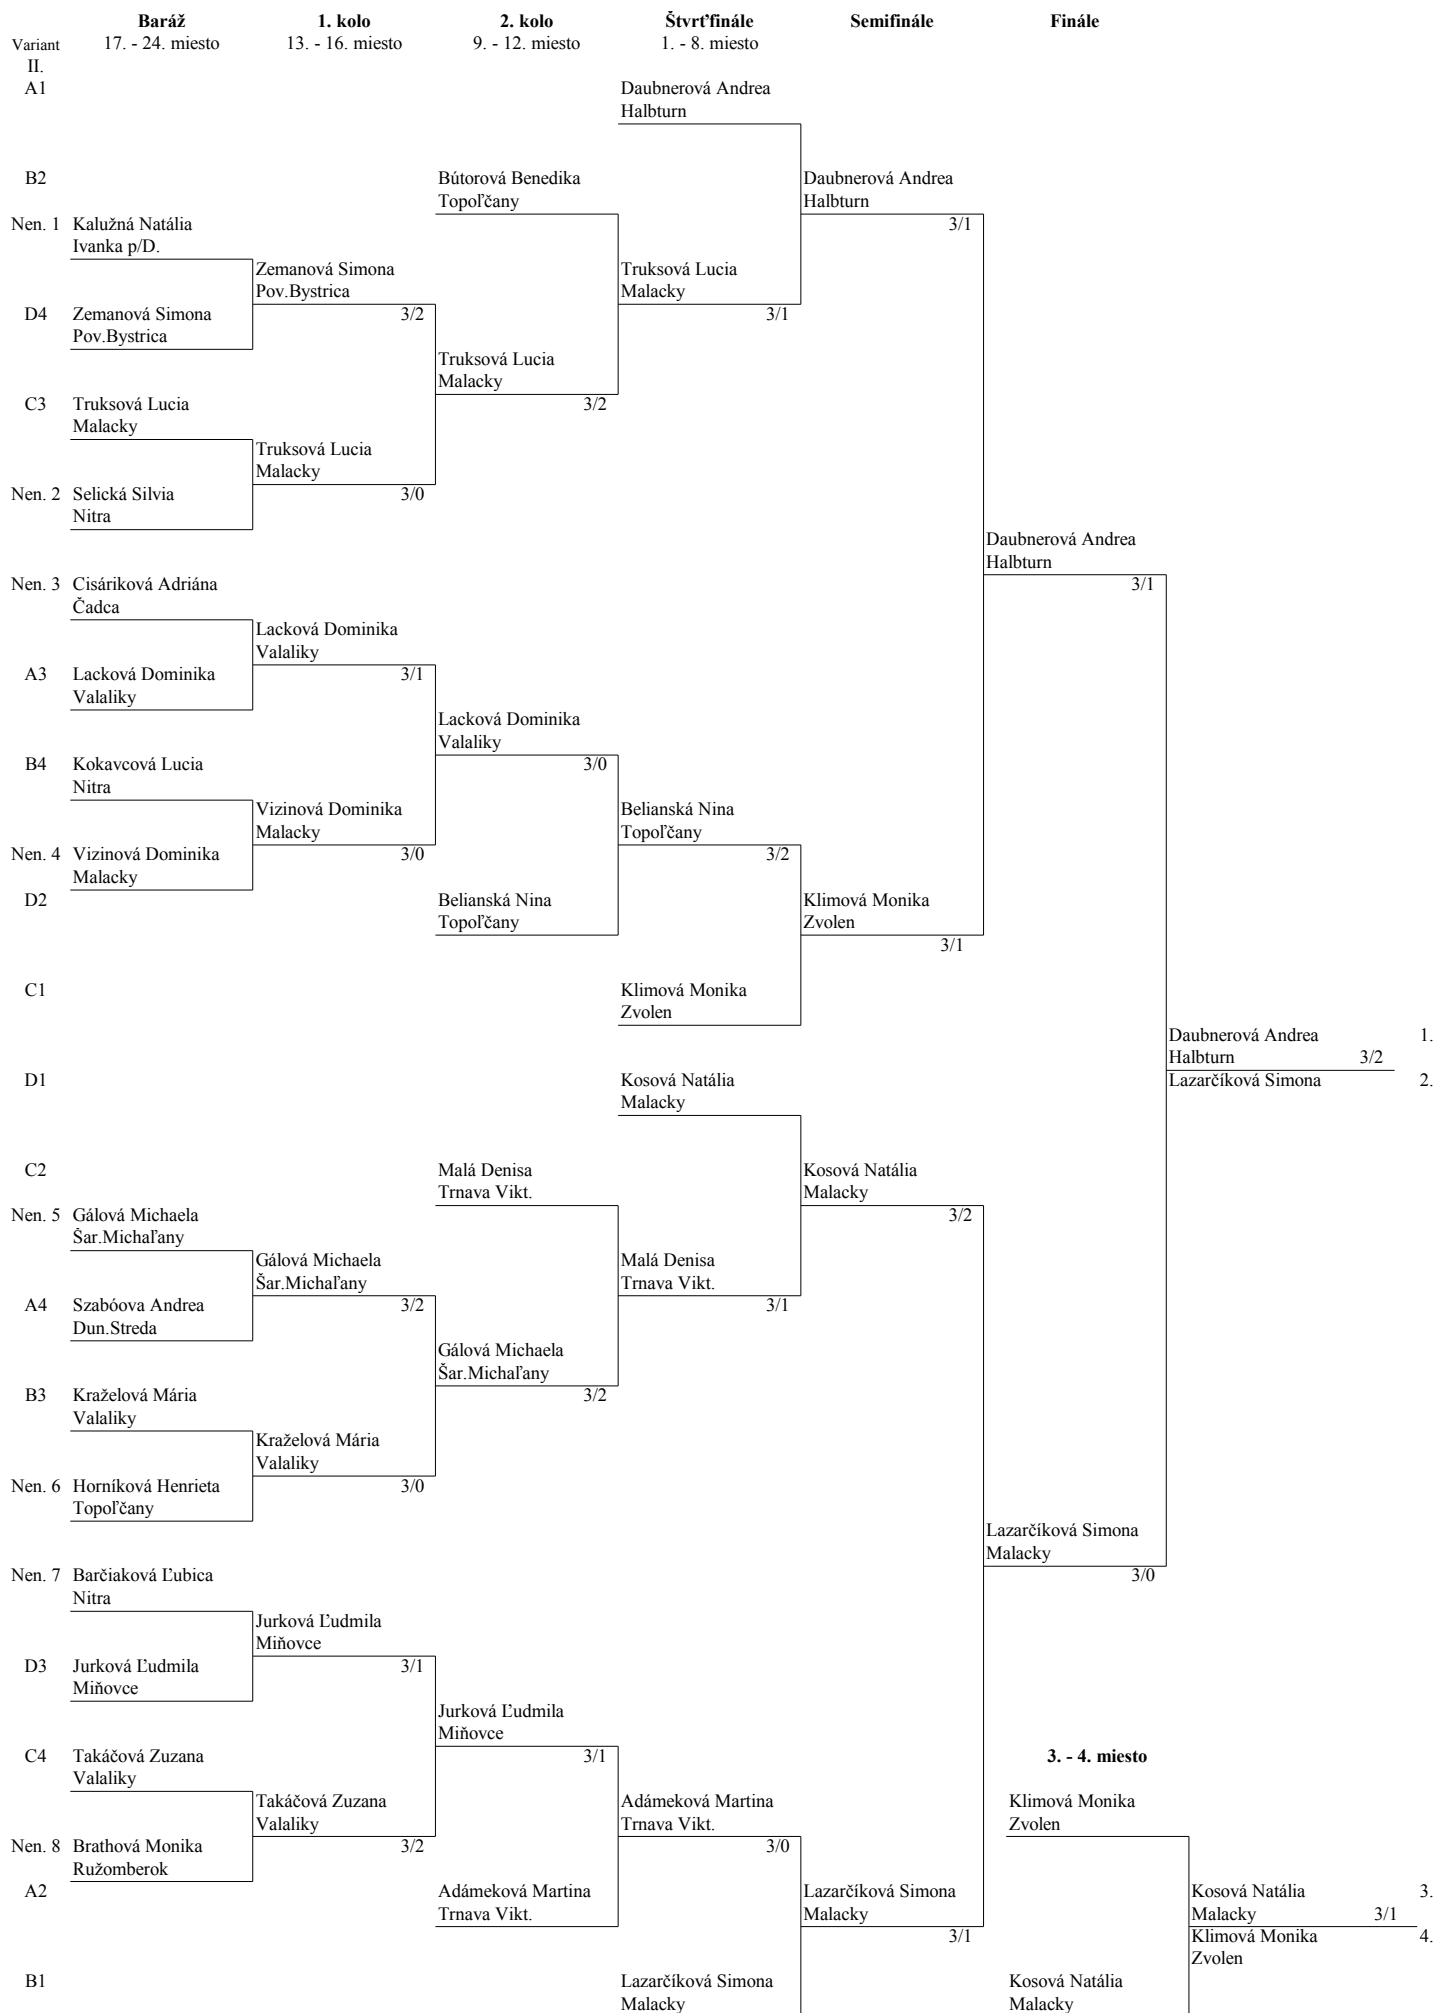 Baráž 1. kolo 2. kolo Štvrťfinále Semifinále Finále
Variant 17. - 24. miesto 13. - 16. miesto 9. - 12. miesto 1. - 8. miesto
II.
A1 Daubnerová Andrea
Halbturn
B2 Bútorová Benedika Daubnerová Andrea
Topoľčany Halbturn
Nen. 1 Kalužná Natália 3/1
Ivanka p/D.
Zemanová Simona Truksová Lucia
Pov.Bystrica Malacky
D4 Zemanová Simona 3/2 3/1
Pov.Bystrica
Truksová Lucia
Malacky
C3 Truksová Lucia 3/2
Malacky
Truksová Lucia
Malacky
Nen. 2 Selická Silvia 3/0
Nitra
Daubnerová Andrea
Halbturn
Nen. 3 Cisáriková Adriána 3/1
Čadca
Lacková Dominika
Valaliky
A3 Lacková Dominika 3/1
Valaliky
Lacková Dominika
Valaliky
B4 Kokavcová Lucia 3/0
Nitra
Vizinová Dominika Belianská Nina
Malacky Topoľčany
Nen. 4 Vizinová Dominika 3/0 3/2
Malacky
D2 Belianská Nina Klimová Monika
Topoľčany Zvolen
3/1
C1 Klimová Monika
Zvolen
Daubnerová Andrea 1.
Halbturn 3/2
D1 Kosová Natália Lazarčíková Simona 2.
Malacky
C2 Malá Denisa Kosová Natália
Trnava Vikt. Malacky
Nen. 5 Gálová Michaela 3/2
Šar.Michaľany
Gálová Michaela Malá Denisa
Šar.Michaľany Trnava Vikt.
A4 Szabóova Andrea 3/2 3/1
Dun.Streda
Gálová Michaela
Šar.Michaľany
B3 Kraželová Mária 3/2
Valaliky
Kraželová Mária
Valaliky
Nen. 6 Horníková Henrieta 3/0
Topoľčany
Lazarčíková Simona
Malacky
Nen. 7 Barčiaková Ľubica 3/0
Nitra
Jurková Ľudmila
Miňovce
D3 Jurková Ľudmila 3/1
Miňovce
Jurková Ľudmila
Miňovce
C4 Takáčová Zuzana 3/1 3. - 4. miesto
Valaliky
Takáčová Zuzana Adámeková Martina Klimová Monika
Valaliky Trnava Vikt. Zvolen
Nen. 8 Brathová Monika 3/2 3/0
Ružomberok
A2 Adámeková Martina Lazarčíková Simona Kosová Natália 3.
Trnava Vikt. Malacky Malacky 3/1
3/1 Klimová Monika 4.
Zvolen
B1 Lazarčíková Simona Kosová Natália
Malacky Malacky